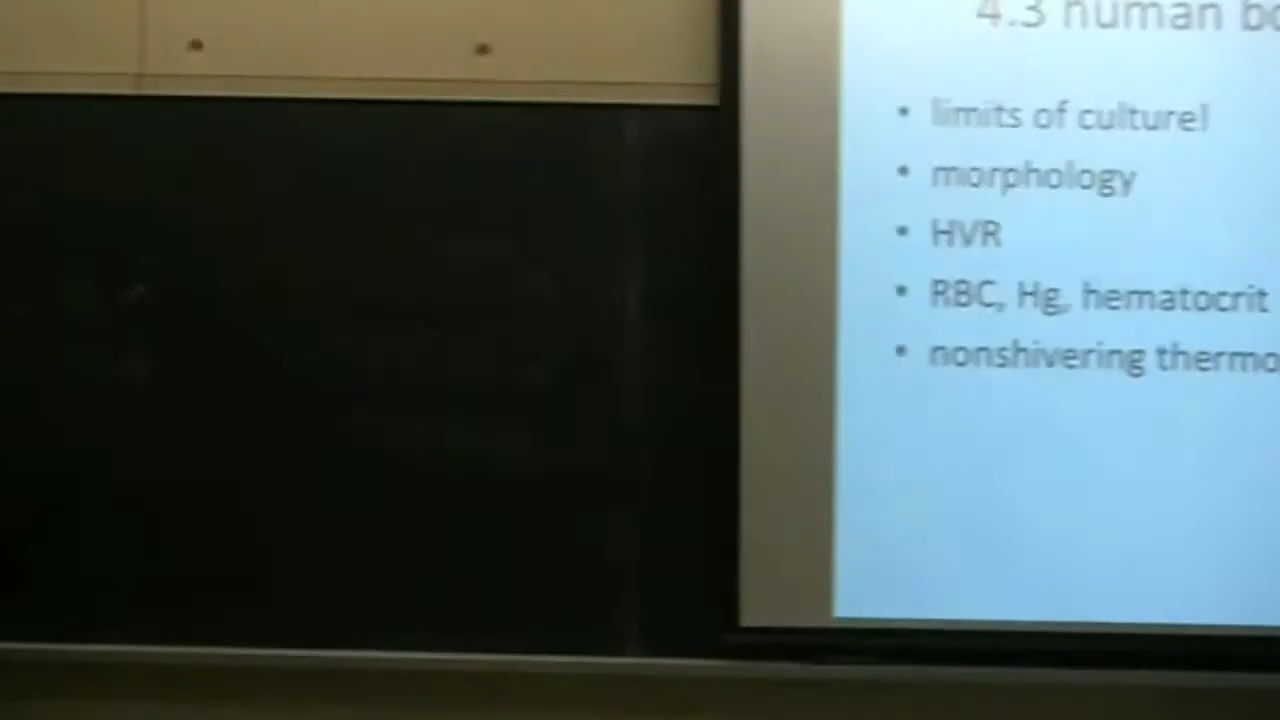 4.3 human bo
• limits of culture!
• morphology
• HVR
• RBC, Hg, hematocrit
• nonshivering thermo